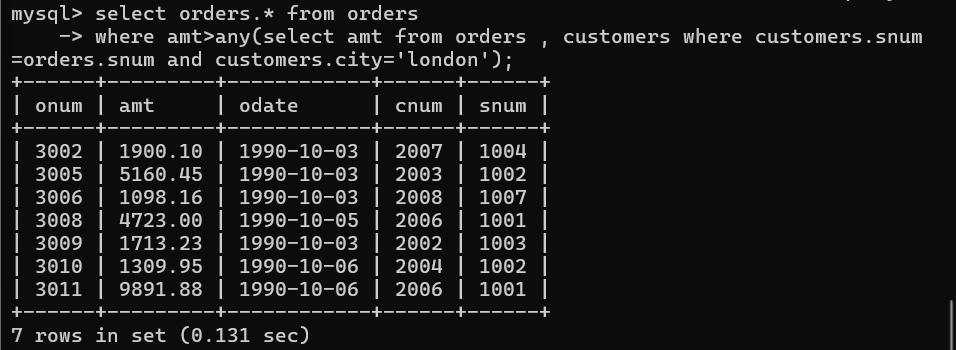 mysql> select orders.* from orders
    -> where amt>any(select amt from orders , customers where customers.snum
=orders.snum and customers.city='london');
+------+---------+------------+------+------+
| onum | amt     | odate      | cnum | snum |
+------+---------+------------+------+------+
| 3002 | 1900.10 | 1990-10-03 | 2007 | 1004 |
| 3005 | 5160.45 | 1990-10-03 | 2003 | 1002 |
| 3006 | 1098.16 | 1990-10-03 | 2008 | 1007 |
| 3008 | 4723.00 | 1990-10-05 | 2006 | 1001 |
| 3009 | 1713.23 | 1990-10-03 | 2002 | 1003 |
| 3010 | 1309.95 | 1990-10-06 | 2004 | 1002 |
| 3011 | 9891.88 | 1990-10-06 | 2006 | 1001 |
+------+---------+------------+------+------+
7 rows in set (0.131 sec)